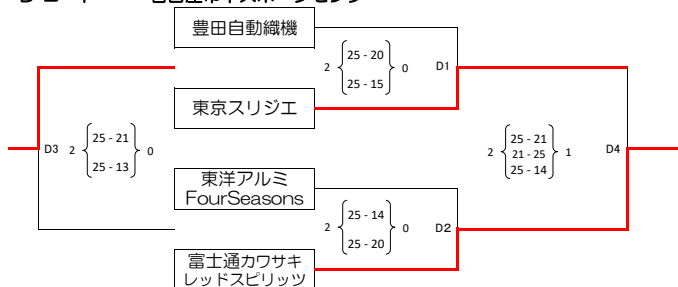 豊田自動織機
2 25 - 20 0 D1
25 - 15
東京スリジエ
D3 2 25 - 21 0
25 - 13
2 25 - 21 1 D4
21 - 25
25 - 14
東洋アルミ
FourSeasons
2 25 - 14 0 D2
25 - 20
富士通カワサキ
レッドスピリッツ